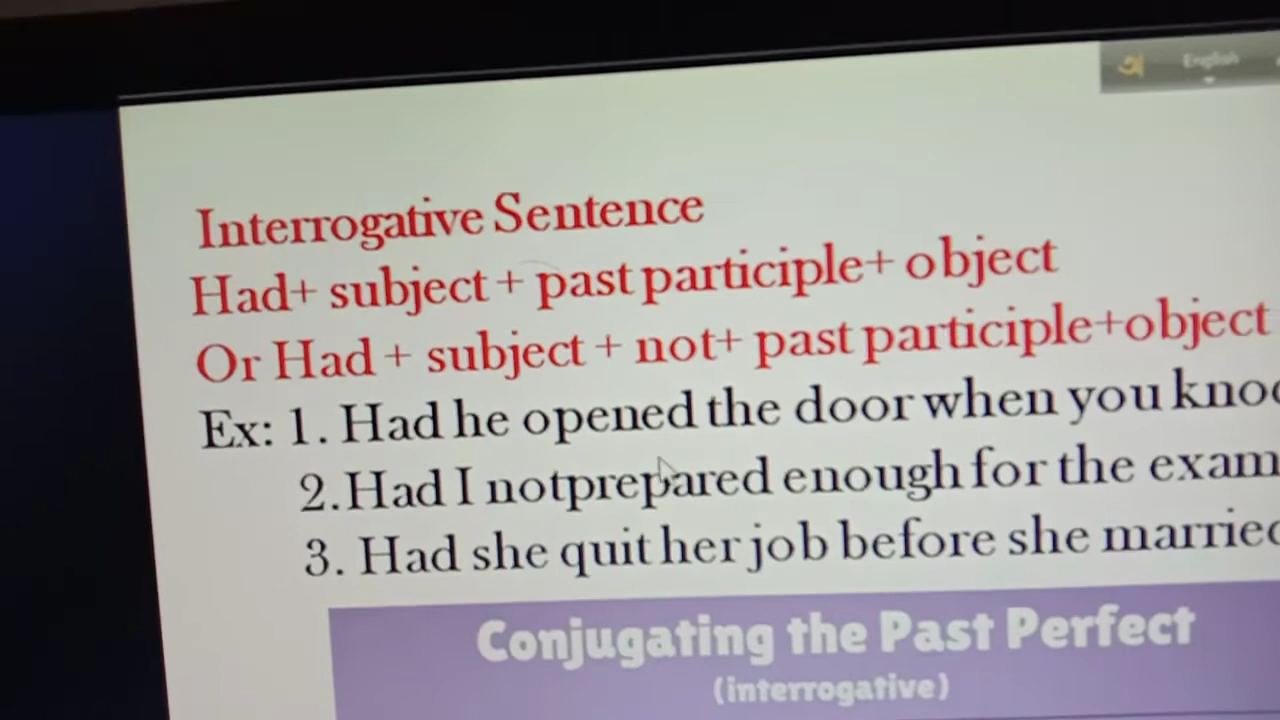 அ English
Interrogative Sentence
Had+ subject + past participle+ object
Or Had + subject + not+ past participle+object
Ex: 1. Had he opened the door when you
2.Had I notprepared enough for the exam
3. Had she quit her job before she
Conjugating the Past Perfect
(interrogative)